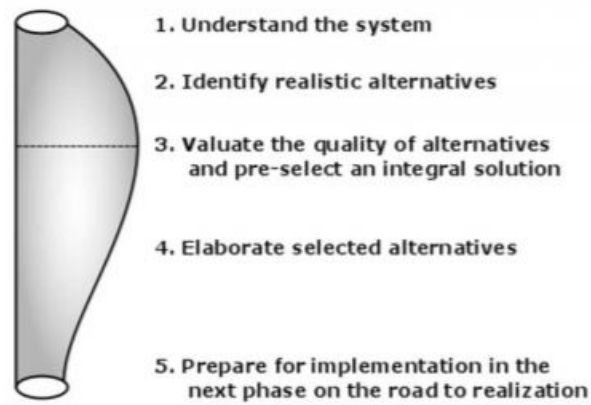 1. Understand the system
2. Identify realistic alternatives
3. Valuate the quality of alternatives
and pre-select an integral solution
4. Elaborate selected alternatives
5. Prepare for implementation in the
next phase on the road to realization